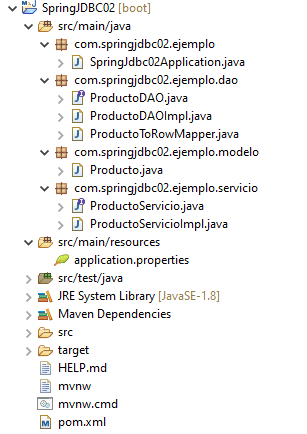 SpringJDBC02 [boot]
src/main/java
com.springjdbc02.ejemplo
SpringJdbc02Application.java
com.springjdbc02.ejemplo.dao
ProductoDAO.java
ProductoDAOImpl.java
ProductoToRowMapper.java
com.springjdbc02.ejemplo.modelo
Producto.java
com.springjdbc02.ejemplo.servicio
ProductoServicio.java
ProductoServicioImpl.java
src/main/resources
application.properties
src/test/java
JRE System Library [JavaSE-1.8]
Maven Dependencies
src
target
HELP.md
mvnw
mvnw.cmd
pom.xml